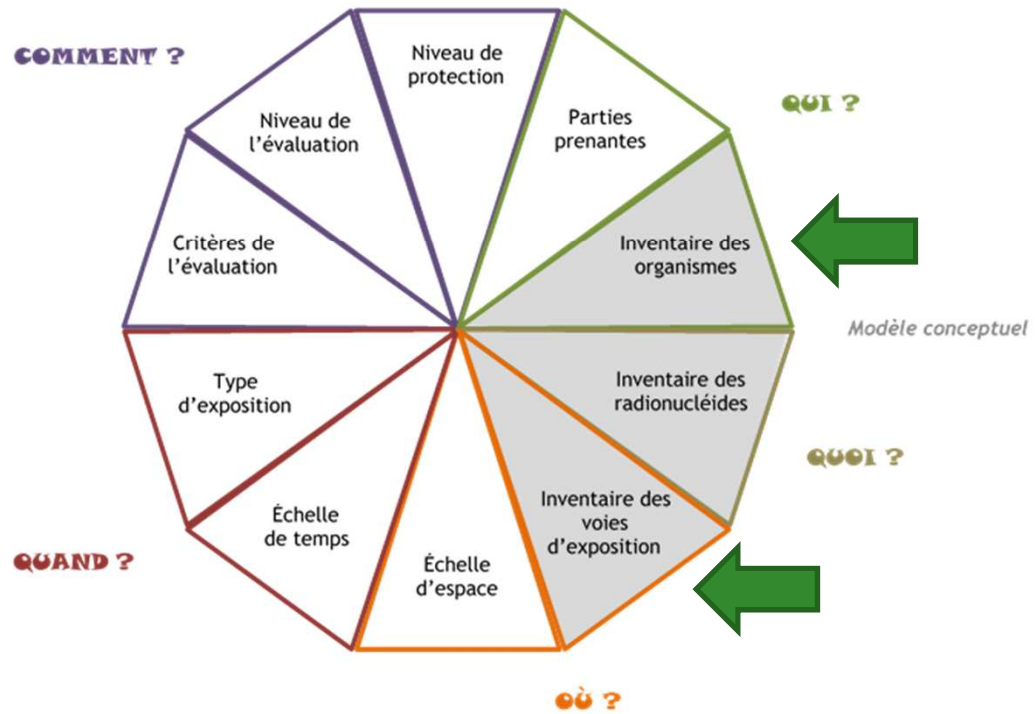 COMMENT ?
Niveau de
protection
QUI ?
Niveau de
l'évaluation
Parties
prenantes
Critères de
l'évaluation
Inventaire des
organismes
Modèle conceptuel
Type
d'exposition
Inventaire des
radionucléides
QUOI ?
Inventaire des
voies
d'exposition
Échelle
de temps
QUAND ?
Échelle
d'espace
OÙ ?